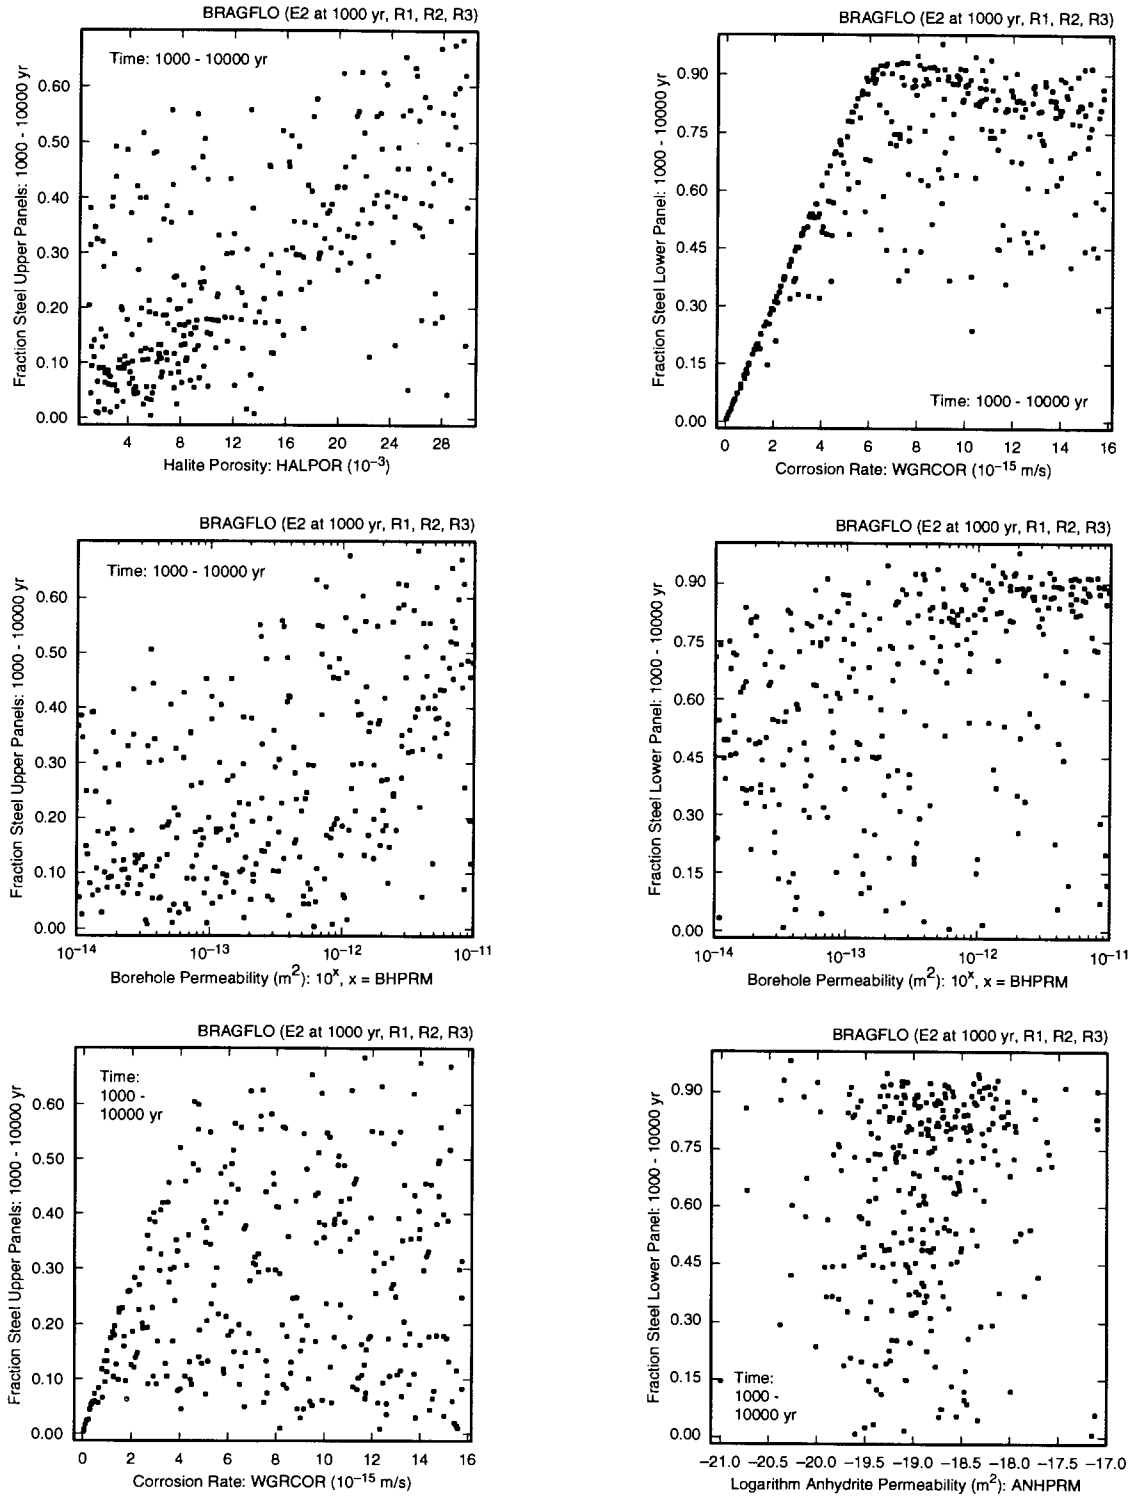 BRAGFLO (E2 at 1000 yr, R1, R2, R3)
Time: 1000 - 10000 yr
Fraction Steel Upper Panels: 1000 - 10000 yr
0.60
0.50
0.40
0.30
0.20
0.10
0.00
4 8 12 16 20 24 28
Halite Porosity: HALPOR (10⁻³)
BRAGFLO (E2 at 1000 yr, R1, R2, R3)
Fraction Steel Lower Panel: 1000 - 10000 yr
0.90
0.75
0.60
0.45
0.30
0.15
0.00
Time: 1000 - 10000 yr
0 2 4 6 8 10 12 14 16
Corrosion Rate: WGRCOR (10⁻¹⁵ m/s)
BRAGFLO (E2 at 1000 yr, R1, R2, R3)
Time: 1000 - 10000 yr
Fraction Steel Upper Panels: 1000 - 10000 yr
0.60
0.50
0.40
0.30
0.20
0.10
0.00
10⁻¹⁴ 10⁻¹³ 10⁻¹² 10⁻¹¹
Borehole Permeability (m²): 10ˣ, x = BHPRM
BRAGFLO (E2 at 1000 yr, R1, R2, R3)
Fraction Steel Lower Panel: 1000 - 10000 yr
0.90
0.75
0.60
0.45
0.30
0.15
0.00
10⁻¹⁴ 10⁻¹³ 10⁻¹² 10⁻¹¹
Borehole Permeability (m²): 10ˣ, x = BHPRM
BRAGFLO (E2 at 1000 yr, R1, R2, R3)
Time:
1000 -
10000 yr
Fraction Steel Upper Panels: 1000 - 10000 yr
0.60
0.50
0.40
0.30
0.20
0.10
0.00
0 2 4 6 8 10 12 14 16
Corrosion Rate: WGRCOR (10⁻¹⁵ m/s)
BRAGFLO (E2 at 1000 yr, R1, R2, R3)
Fraction Steel Lower Panel: 1000 - 10000 yr
0.90
0.75
0.60
0.45
0.30
0.15
0.00
Time:
1000 -
10000 yr
−21.0 −20.5 −20.0 −19.5 −19.0 −18.5 −18.0 −17.5 −17.0
Logarithm Anhydrite Permeability (m²): ANHPRM